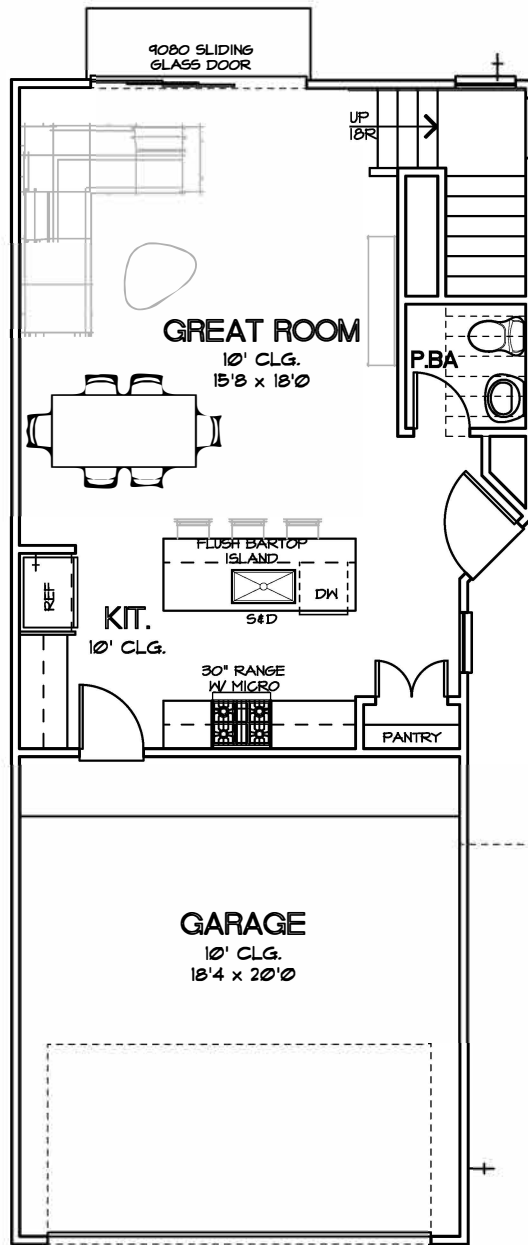 9080 SLIDING
GLASS DOOR
UP
18R
GREAT ROOM
10' CLG.
15'8 x 18'0
P.BA
FLUSH BARTOP
ISLAND
REF
DW
S&D
KIT.
10' CLG.
30" RANGE
W/ MICRO
PANTRY
GARAGE
10' CLG.
18'4 x 20'0